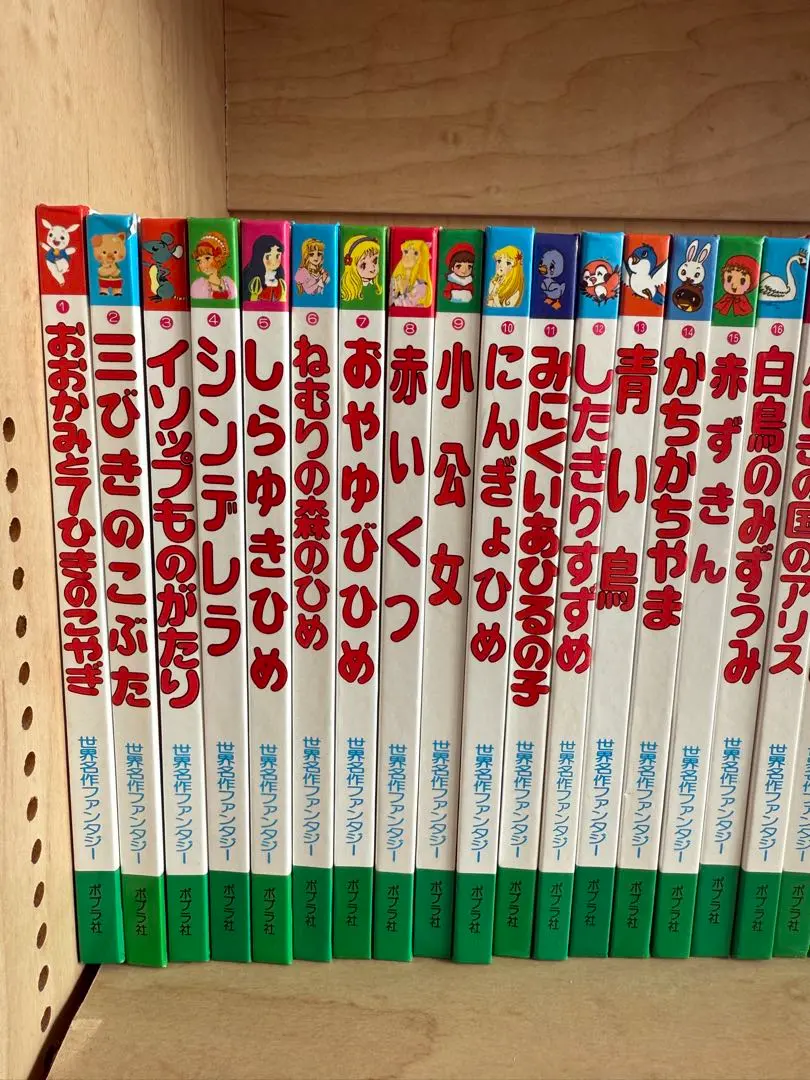 1
おおかみと7ひきのこやぎ
世界名作ファンタジー
ポプラ社
2
三びきのこぶた
世界名作ファンタジー
ポプラ社
3
イソップものがたり
世界名作ファンタジー
ポプラ社
4
シンデレラ
世界名作ファンタジー
ポプラ社
5
しらゆきひめ
世界名作ファンタジー
ポプラ社
6
ねむりの森のひめ
世界名作ファンタジー
ポプラ社
7
おやゆびひめ
世界名作ファンタジー
ポプラ社
8
赤いくつ
世界名作ファンタジー
ポプラ社
9
小公女
世界名作ファンタジー
ポプラ社
10
にんぎょひめ
世界名作ファンタジー
ポプラ社
11
みにくいあひるの子
世界名作ファンタジー
ポプラ社
12
したきりすずめ
世界名作ファンタジー
ポプラ社
13
青い鳥
世界名作ファンタジー
ポプラ社
14
かちかちやま
世界名作ファンタジー
ポプラ社
15
赤ずきん
世界名作ファンタジー
ポプラ社
16
白鳥のみずうみ
世界名作ファンタジー
ポプラ社
ぎの国のアリス